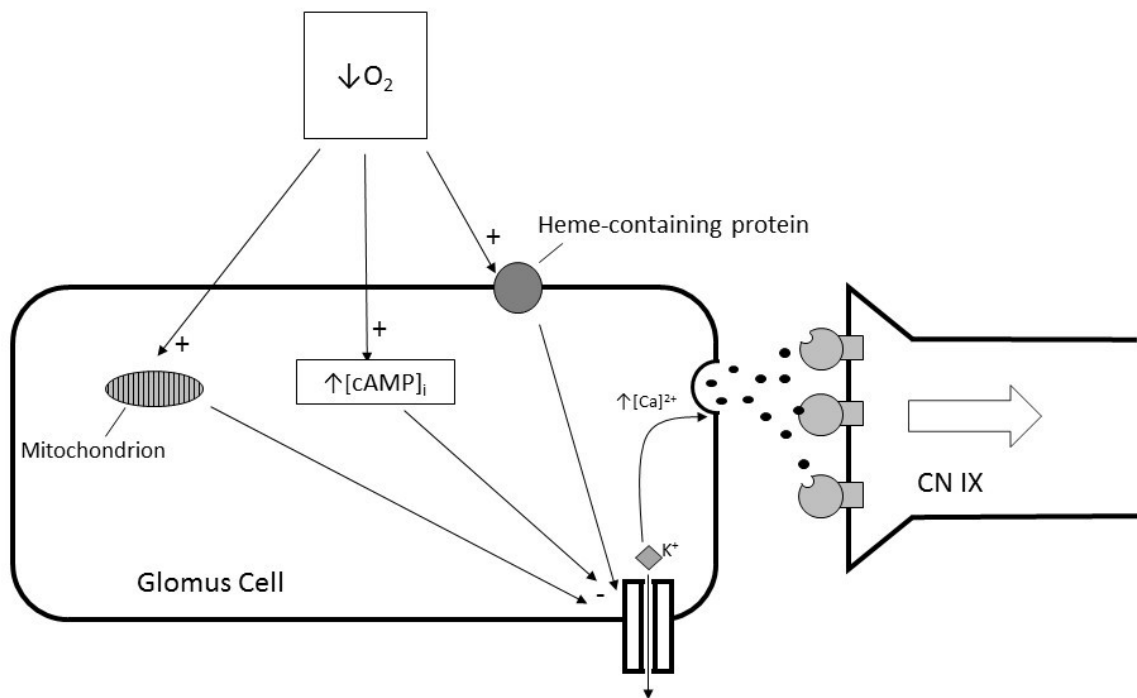 ↓O₂
+
Heme-containing protein
+
+
↑[cAMP]ᵢ
Mitochondrion
↑[Ca]²⁺
CN IX
K⁺
Glomus Cell
-